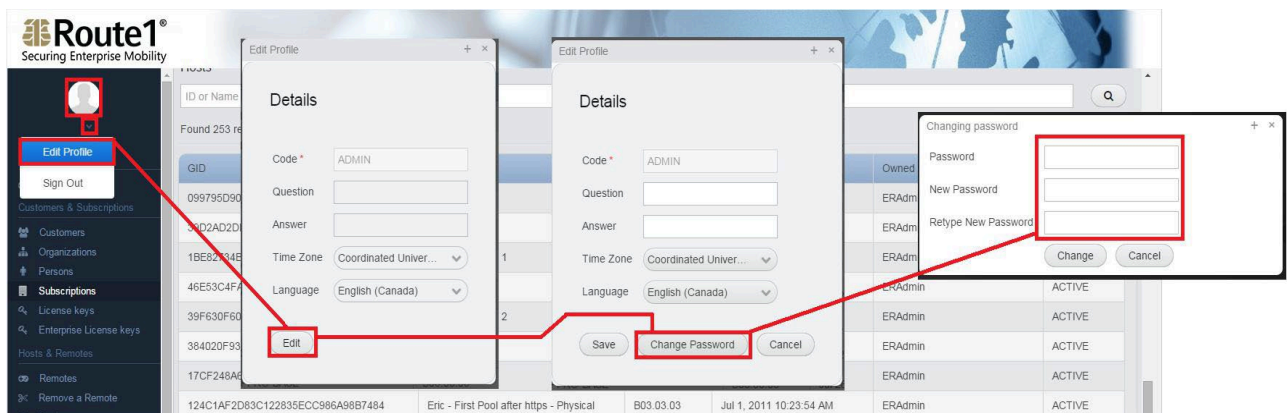 Route1®
Securing Enterprise Mobility
Edit Profile
Sign Out
Customers & Subscriptions
Customers
Organizations
Persons
Subscriptions
License keys
Enterprise License keys
Hosts & Remotes
Remotes
Remove a Remote
Hosts
ID or Name
Found 253 re
GID Owned
099795D90 ERAdm
39D2AD2D ERAdm
1BE82734E 1 ERAdm
46E53C4FA ERAdmin ACTIVE
39F630F60 2 ERAdmin ACTIVE
384020F93 ERAdmin ACTIVE
17CF248A6 ERAdmin ACTIVE
124C1AF2D83C122835ECC986A98B7484 Eric - First Pool after https - Physical B03.03.03 Jul 1, 2011 10:23:54 AM ERAdmin ACTIVE
Edit Profile + ×
Details
Code * ADMIN
Question
Answer
Time Zone Coordinated Univer...
Language English (Canada)
Edit
Edit Profile + ×
Details
Code * ADMIN
Question
Answer
Time Zone Coordinated Univer...
Language English (Canada)
Save Change Password Cancel
Changing password + ×
Password
New Password
Retype New Password
Change Cancel